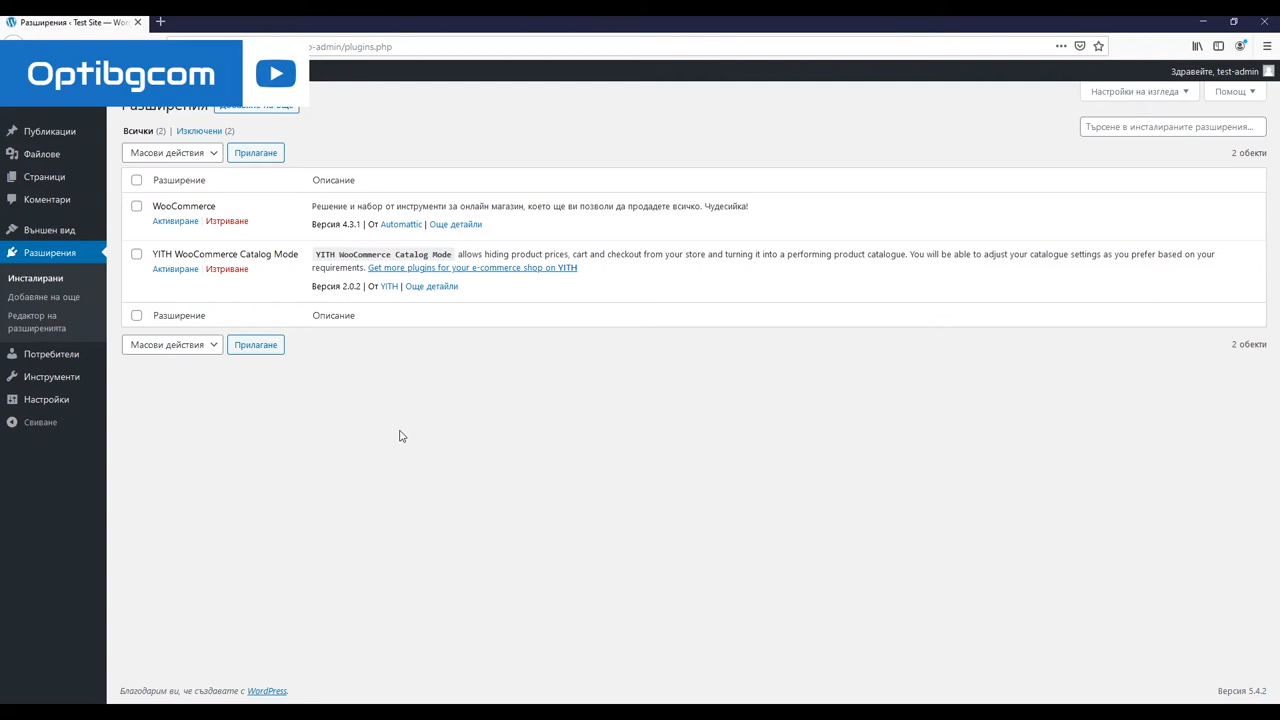 Разширения ‹ Test Site — Wor
-admin/plugins.php
Optibgcom
Здравейте, test-admin
Настройки на изгледа
Помощ
Разширения
Добавяне на още
Всички (2) | Изключени (2)
Търсене в инсталираните разширения...
Масови действия
Прилагане
2 обекти
Разширение
Описание
WooCommerce
Решение и набор от инструменти за онлайн магазин, което ще ви позволи да продадете всичко. Чудесийка!
Активиране | Изтриване
Версия 4.3.1 | От Automattic | Още детайли
YITH WooCommerce Catalog Mode
YITH WooCommerce Catalog Mode allows hiding product prices, cart and checkout from your store and turning it into a performing product catalogue. You will be able to adjust your catalogue settings as you prefer based on your
requirements. Get more plugins for your e-commerce shop on YITH
Активиране | Изтриване
Версия 2.0.2 | От YITH | Още детайли
Разширение
Описание
Масови действия
Прилагане
2 обекти
Публикации
Файлове
Страници
Коментари
Външен вид
Разширения
Инсталирани
Добавяне на още
Редактор на
разширенията
Потребители
Инструменти
Настройки
Свиване
Благодарим ви, че създавате с WordPress.
Версия 5.4.2